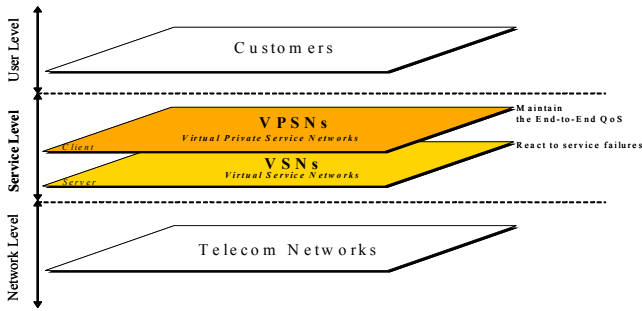 User Level
Customers
Service Level
VPSNs
Virtual Private Service Networks
Client
Maintain
the End-to-End QoS
VSNs
Virtual Service Networks
Server
React to service failures
Network Level
Telecom Networks